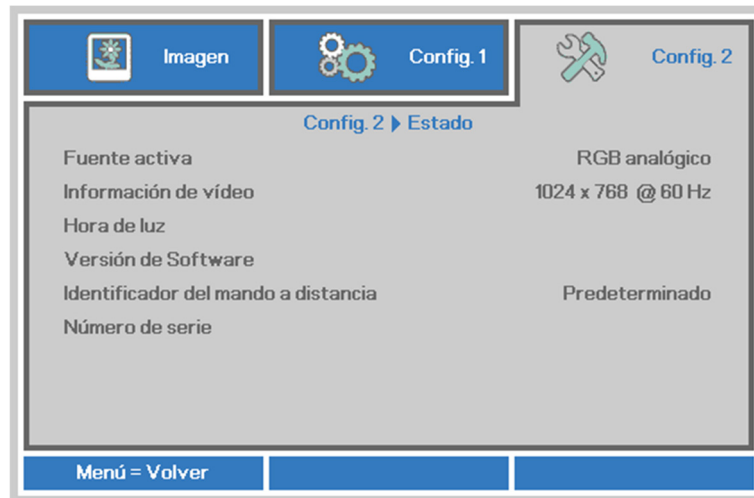 Imagen Config. 1 Config. 2
Config. 2 ▶ Estado
Fuente activa RGB analógico
Información de vídeo 1024 x 768 @ 60 Hz
Hora de luz
Versión de Software
Identificador del mando a distancia Predeterminado
Número de serie
Menú = Volver